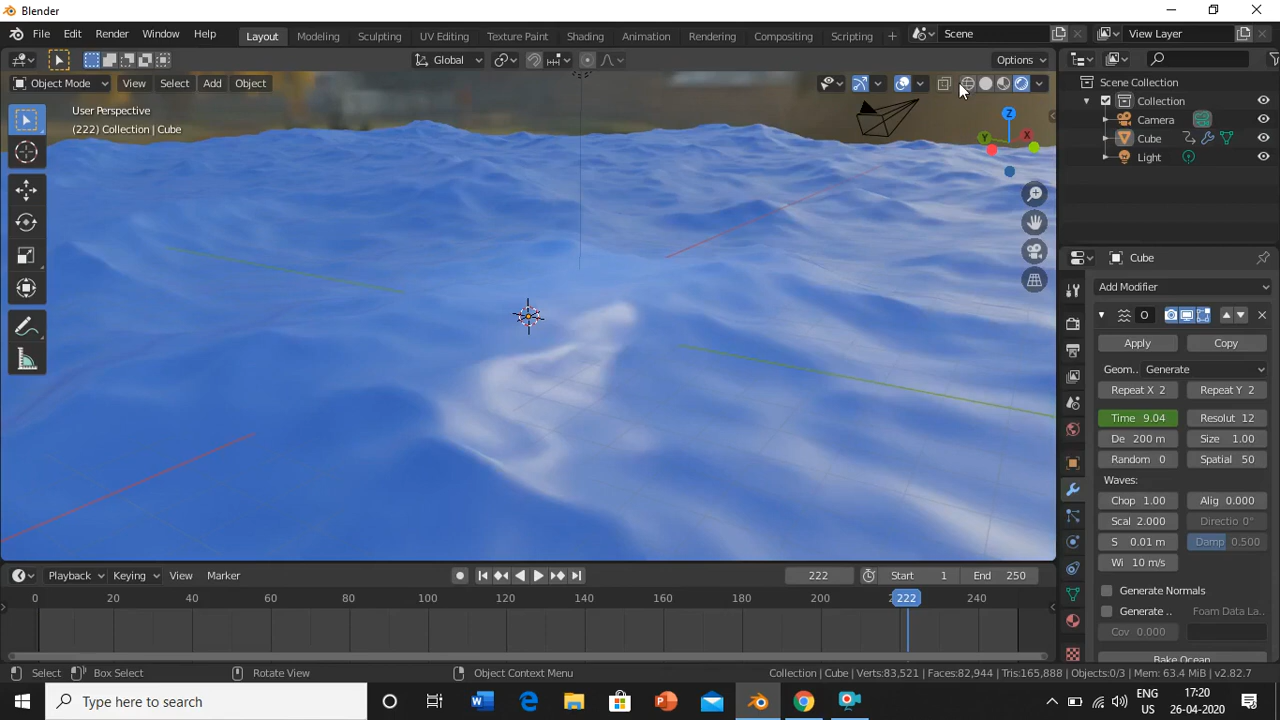 Blender
File Edit Render Window Help Layout Modeling Sculpting UV Editing Texture Paint Shading Animation Rendering Compositing Scripting + Scene View Layer
Global Options
Object Mode View Select Add Object
User Perspective
(222) Collection | Cube
Z
Y X
Scene Collection
Collection
Camera
Cube
Light
Cube
Add Modifier
O
Apply Copy
Geom.. Generate
Repeat X 2 Repeat Y 2
Time 9.04 Resolut 12
De 200 m Size 1.00
Random 0 Spatial 50
Waves:
Chop 1.00 Alig 0.000
Scal 2.000 Directio 0°
S 0.01 m Damp 0.500
Wi 10 m/s
Generate Normals
Generate .. Foam Data La..
Cov 0.000
Bake Ocean
Playback Keying View Marker 222 Start 1 End 250
0 20 40 60 80 100 120 140 160 180 200 222 240
Select Box Select Rotate View Object Context Menu Collection | Cube | Verts:83,521 | Faces:82,944 | Tris:165,888 | Objects:0/3 | Mem: 63.4 MiB | v2.82.7
Type here to search
ENG
US
17:20
26-04-2020